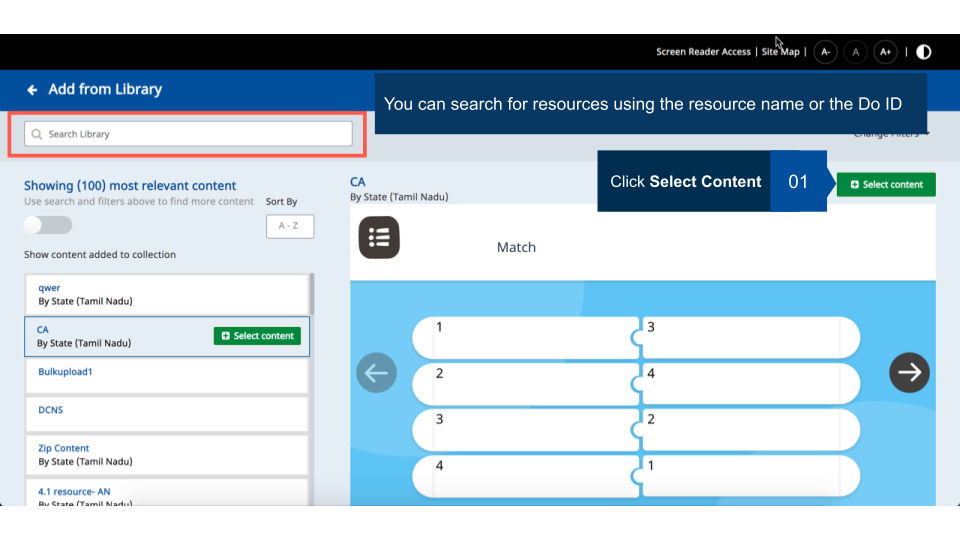 Screen Reader Access | Site Map | A- A A+ |
Add from Library
You can search for resources using the resource name or the Do ID
Search Library
Change Filters
Showing (100) most relevant content
Use search and filters above to find more content
Sort By
A - Z
Show content added to collection
qwer
By State (Tamil Nadu)
CA
By State (Tamil Nadu)
Select content
Bulkupload1
DCNS
Zip Content
By State (Tamil Nadu)
4.1 resource- AN
By State (Tamil Nadu)
CA
By State (Tamil Nadu)
Click Select Content 01
Select content
Match
1 3
2 4
3 2
4 1